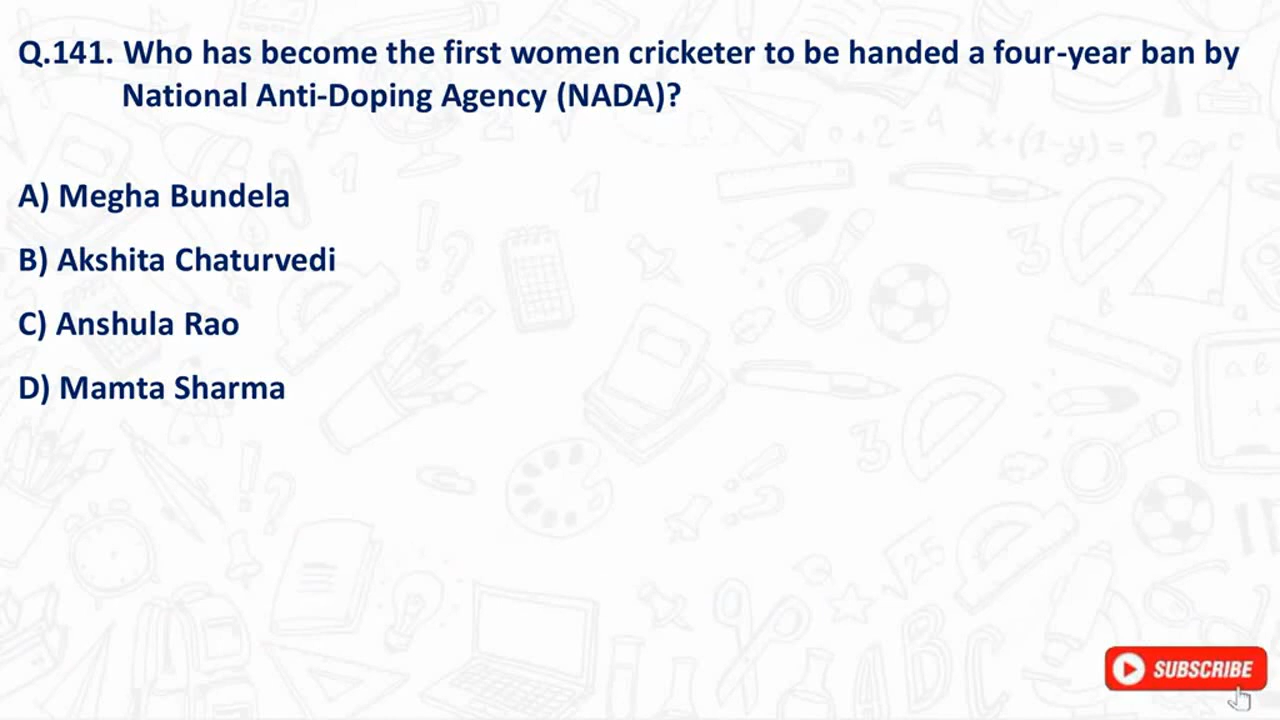 Q.141. Who has become the first women cricketer to be handed a four-year ban by
National Anti-Doping Agency (NADA)?
A) Megha Bundela
B) Akshita Chaturvedi
C) Anshula Rao
D) Mamta Sharma
SUBSCRIBE